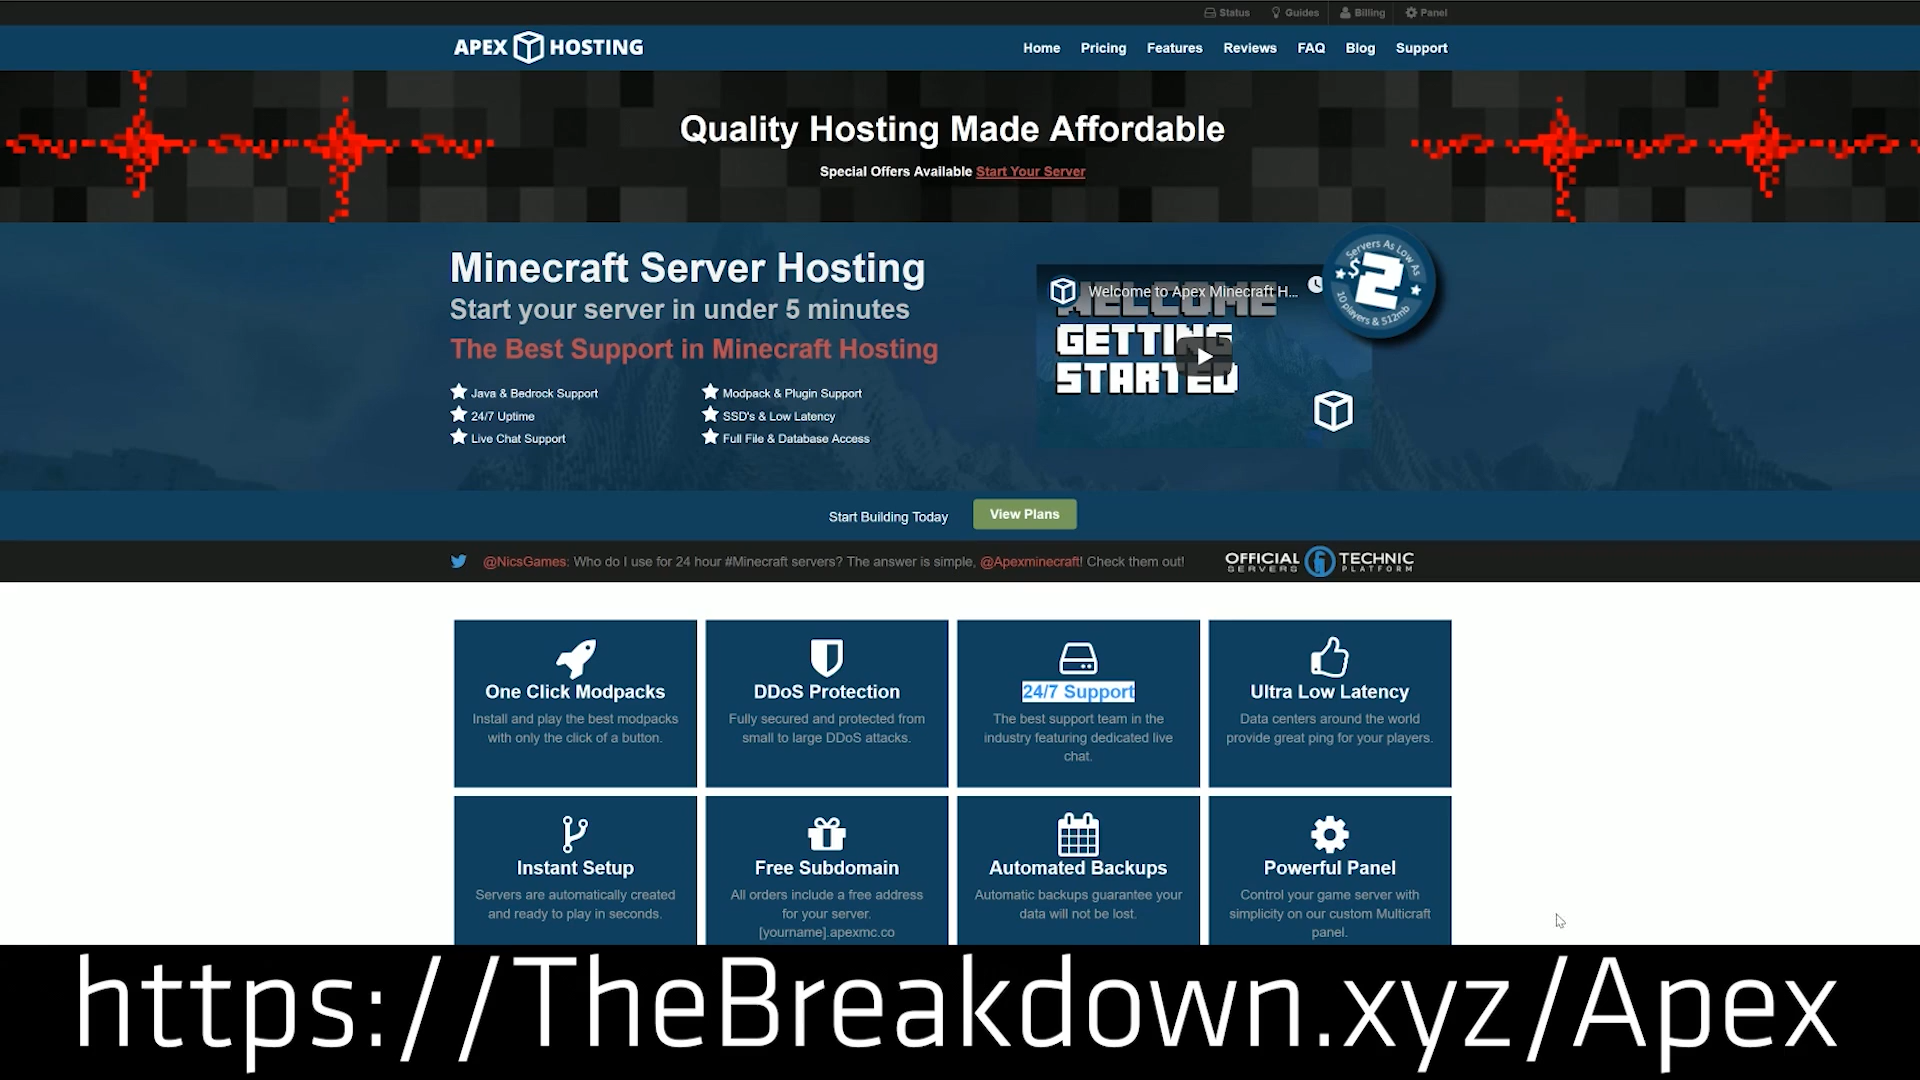 Status Guides Billing Panel
APEX HOSTING
Home Pricing Features Reviews FAQ Blog Support
Quality Hosting Made Affordable
Special Offers Available Start Your Server
Minecraft Server Hosting
Start your server in under 5 minutes
The Best Support in Minecraft Hosting
Java & Bedrock Support
Modpack & Plugin Support
24/7 Uptime
SSD's & Low Latency
Live Chat Support
Full File & Database Access
Welcome to Apex Minecraft H...
WELCOME
GETTING
STARTED
Servers As Low As
$2
10 players & 512mb
Start Building Today
View Plans
@NicsGames: Who do I use for 24 hour #Minecraft servers? The answer is simple, @Apexminecraft! Check them out!
OFFICIAL TECHNIC
SERVERS PLATFORM
One Click Modpacks
Install and play the best modpacks
with only the click of a button.
DDoS Protection
Fully secured and protected from
small to large DDoS attacks.
24/7 Support
The best support team in the
industry featuring dedicated live
chat.
Ultra Low Latency
Data centers around the world
provide great ping for your players.
Instant Setup
Servers are automatically created
and ready to play in seconds.
Free Subdomain
All orders include a free address
for your server.
[yourname].apexmc.co
Automated Backups
Automatic backups guarantee your
data will not be lost.
Powerful Panel
Control your game server with
simplicity on our custom Multicraft
panel.
https://TheBreakdown.xyz/Apex